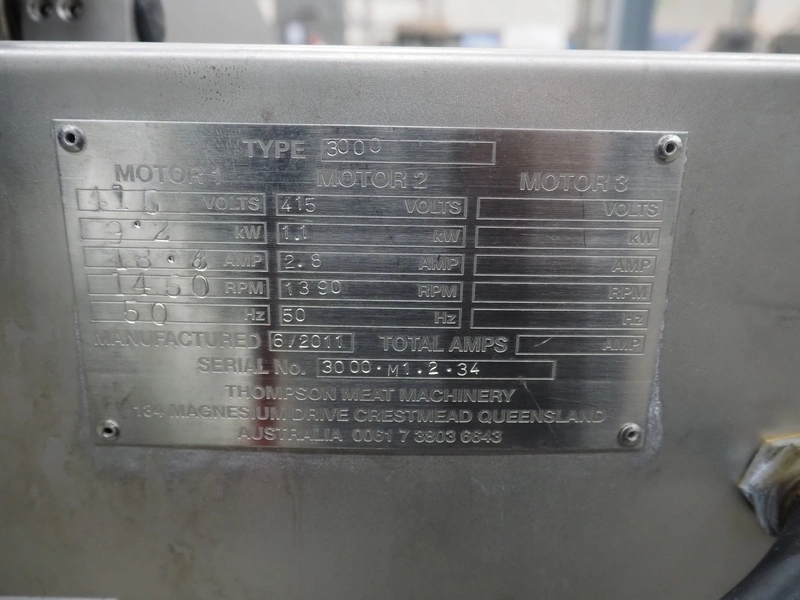 TYPE 3000
MOTOR 1 MOTOR 2 MOTOR 3
VOLTS 415 VOLTS VOLTS
9.2 kW 1.1 kW kW
AMP 2.8 AMP AMP
1450 RPM 1390 RPM RPM
50 Hz 50 Hz Hz
MANUFACTURED 6/2011 TOTAL AMPS AMP
SERIAL No. 3000.M1.2.34
THOMPSON MEAT MACHINERY
134 MAGNESIUM DRIVE CRESTMEAD QUEENSLAND
AUSTRALIA 0061 7 3803 6643